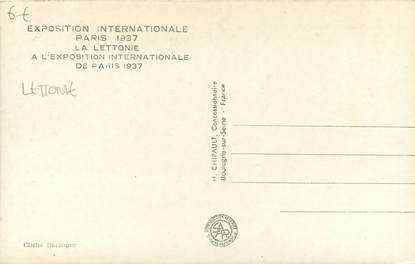 6 €
EXPOSITION INTERNATIONALE
PARIS 1937
LA LETTONIE
A L'EXPOSITION INTERNATIONALE
DE PARIS 1937
LETTONIE
H. CHIPAULT, Concessionnaire
Boulogne-sur-Seine - France
Cliché Baranger